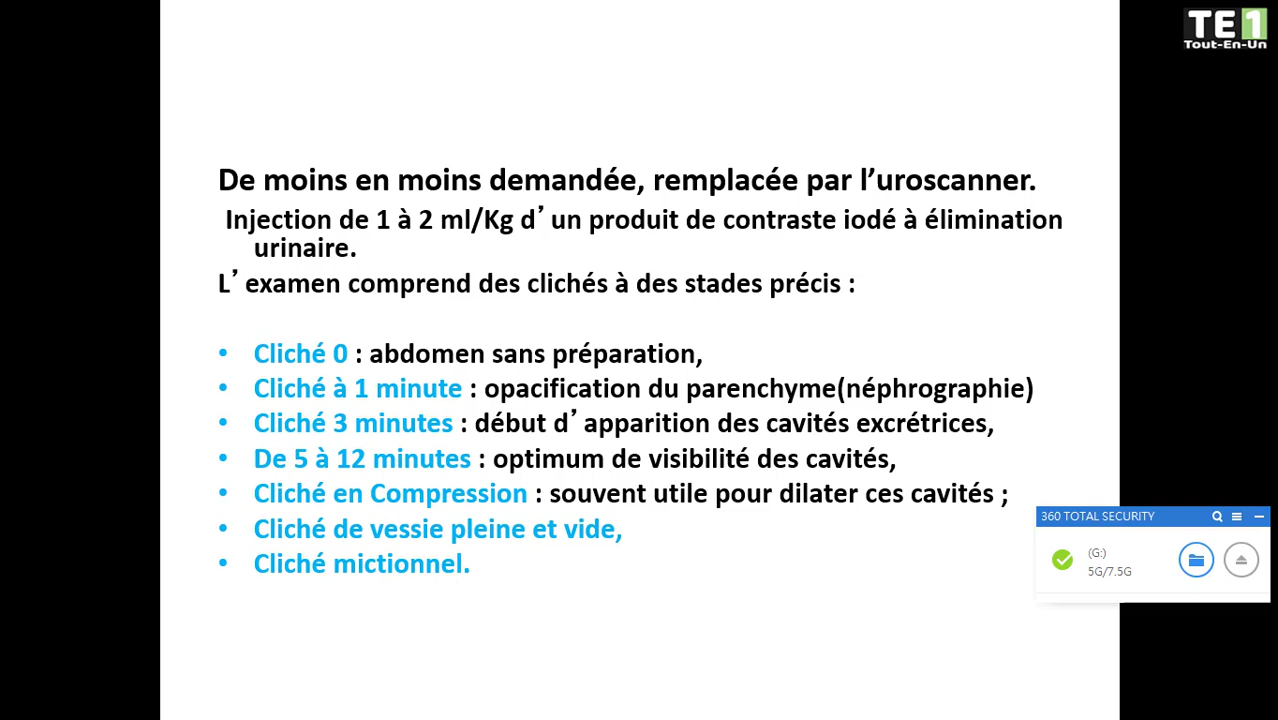 TE1
Tout-En-Un
De moins en moins demandée, remplacée par l’uroscanner.
Injection de 1 à 2 ml/Kg d’ un produit de contraste iodé à élimination
urinaire.
L’ examen comprend des clichés à des stades précis :
• Cliché 0 : abdomen sans préparation,
• Cliché à 1 minute : opacification du parenchyme(néphrographie)
• Cliché 3 minutes : début d’ apparition des cavités excrétrices,
• De 5 à 12 minutes : optimum de visibilité des cavités,
• Cliché en Compression : souvent utile pour dilater ces cavités ;
• Cliché de vessie pleine et vide,
• Cliché mictionnel.
360 TOTAL SECURITY
(G:)
5G/7.5G